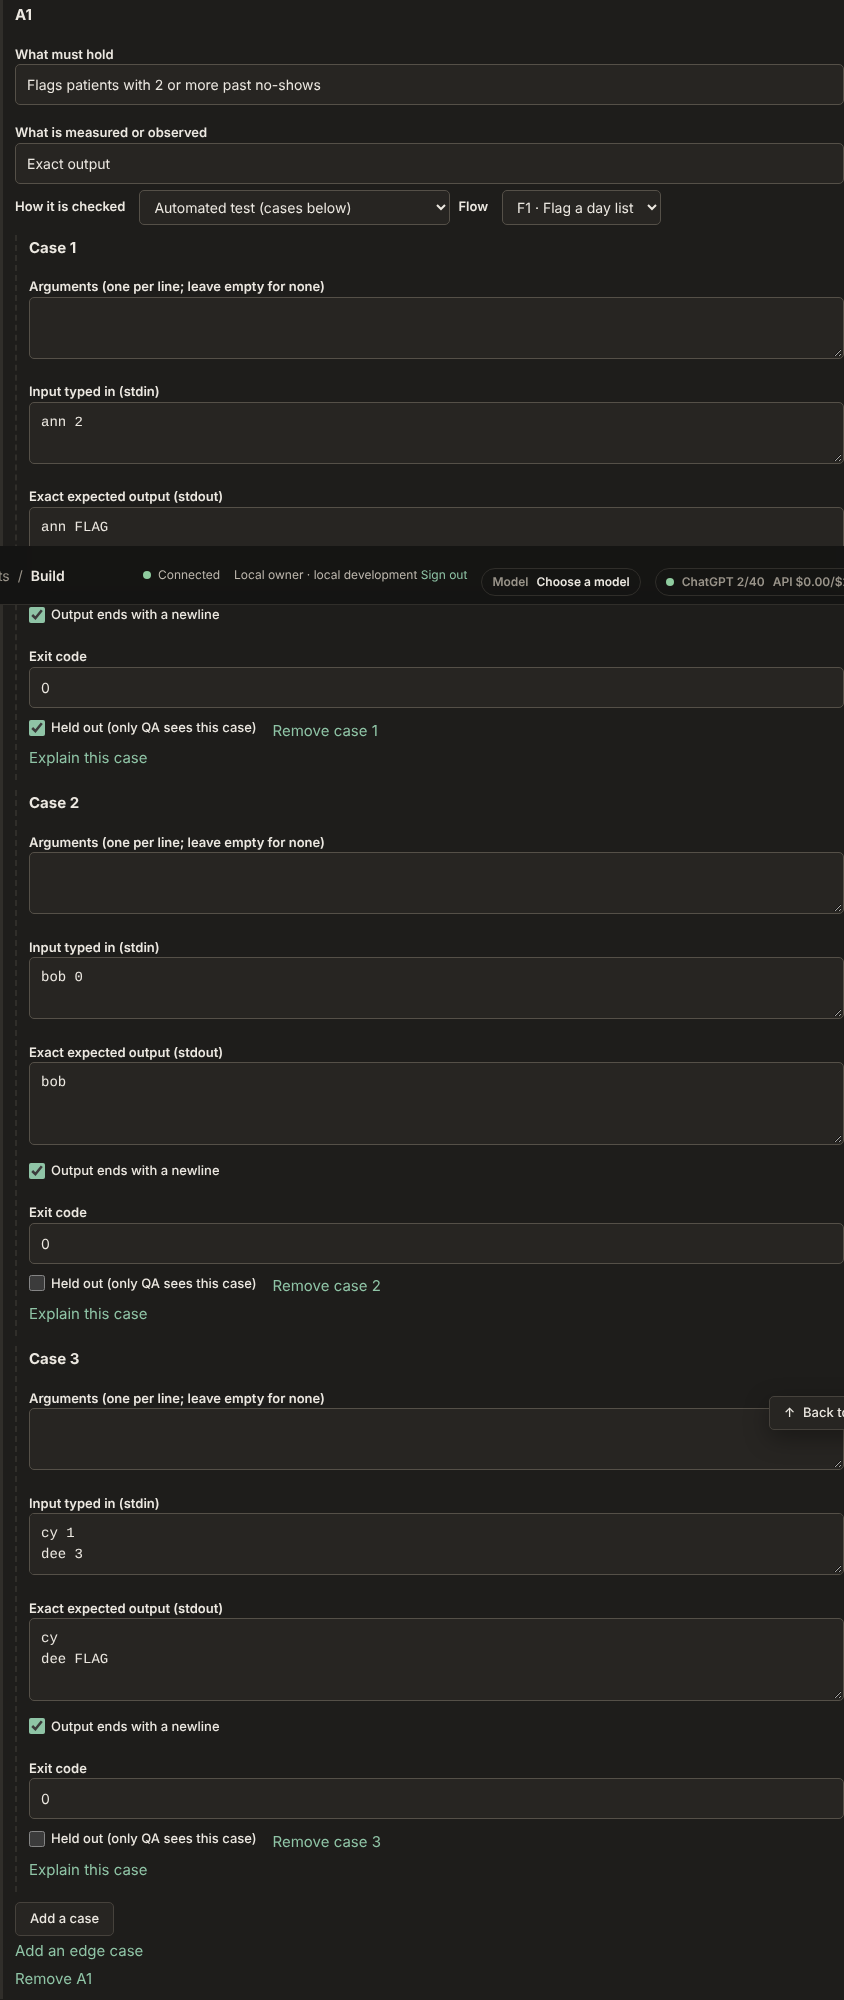 A1
What must hold
Flags patients with 2 or more past no-shows
What is measured or observed
Exact output
How it is checked Automated test (cases below) Flow F1 · Flag a day list
Case 1
Arguments (one per line; leave empty for none)
Input typed in (stdin)
ann 2
Exact expected output (stdout)
ann FLAG
ts / Build Connected Local owner · local development Sign out Model Choose a model ChatGPT 2/40 API $0.00/$
Output ends with a newline
Exit code
0
Held out (only QA sees this case) Remove case 1
Explain this case
Case 2
Arguments (one per line; leave empty for none)
Input typed in (stdin)
bob 0
Exact expected output (stdout)
bob
Output ends with a newline
Exit code
0
Held out (only QA sees this case) Remove case 2
Explain this case
Case 3
Arguments (one per line; leave empty for none)
↑ Back to
Input typed in (stdin)
cy 1
dee 3
Exact expected output (stdout)
cy
dee FLAG
Output ends with a newline
Exit code
0
Held out (only QA sees this case) Remove case 3
Explain this case
Add a case
Add an edge case
Remove A1